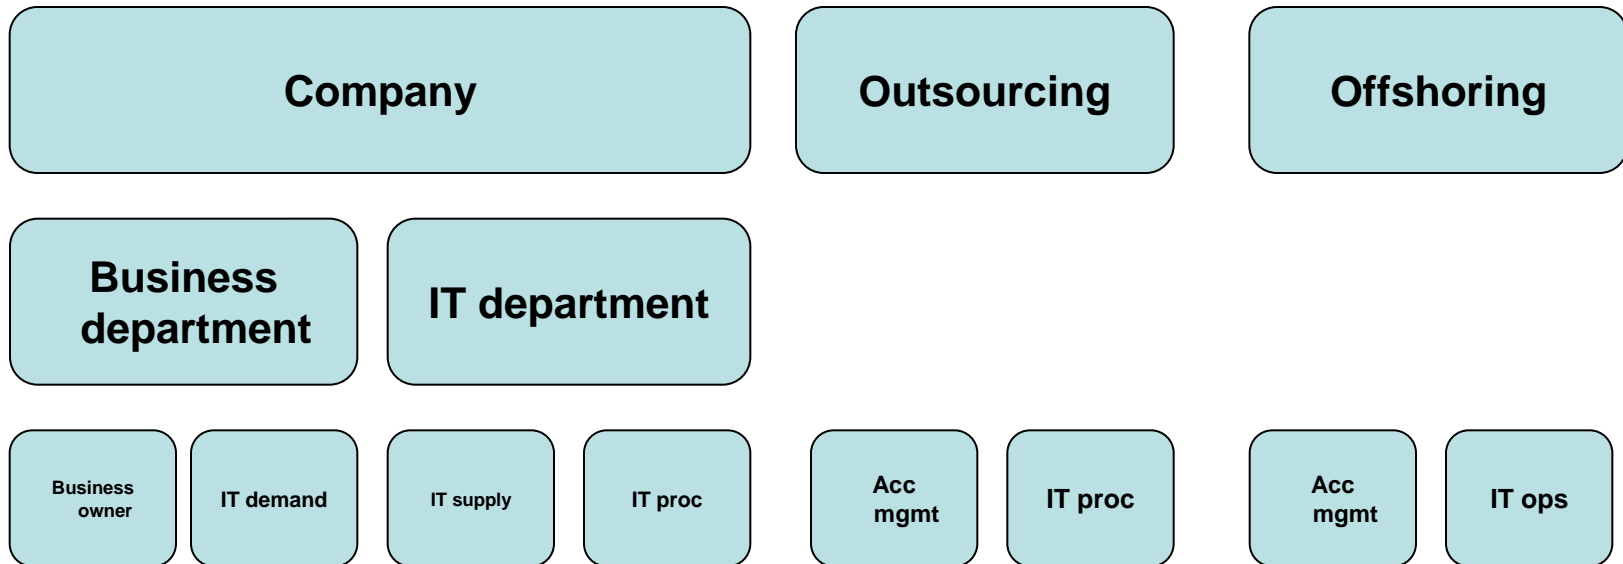 Company
Outsourcing
Offshoring
Business
department
IT department
Business
owner
IT demand
IT supply
IT proc
Acc
mgmt
IT proc
Acc
mgmt
IT ops